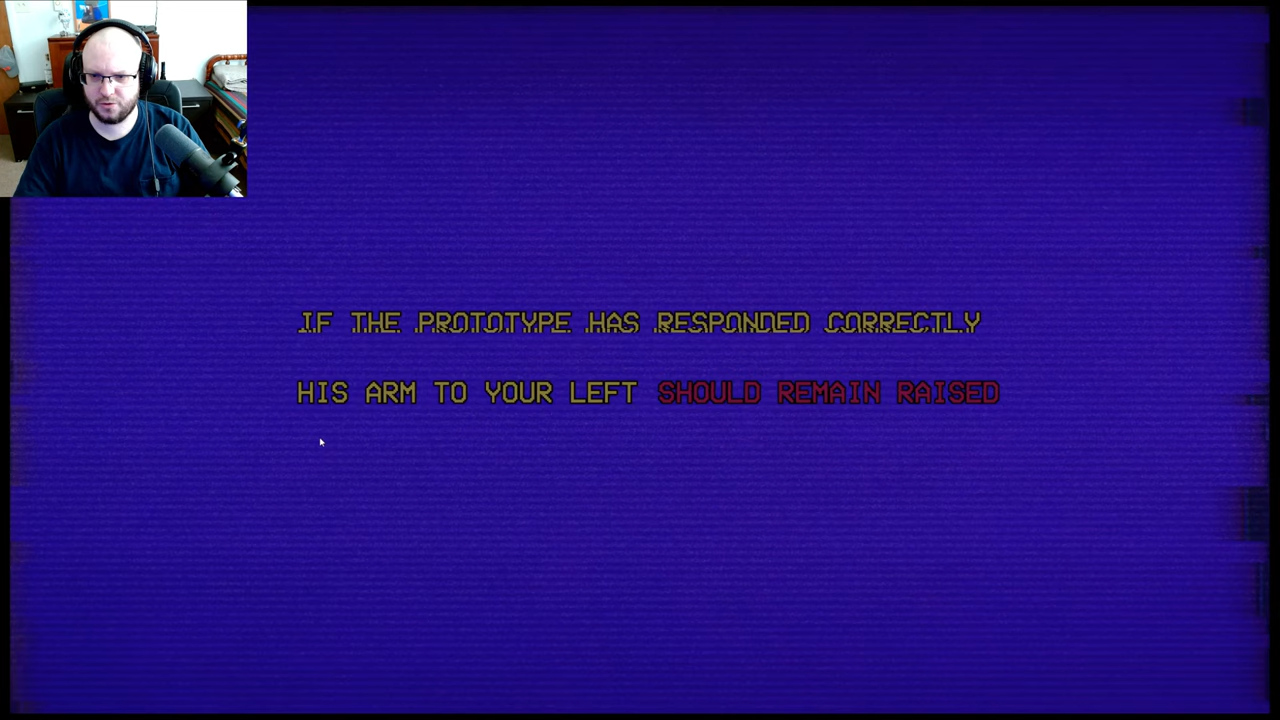 IF THE PROTOTYPE HAS RESPONDED CORRECTLY
HIS ARM TO YOUR LEFT SHOULD REMAIN RAISED